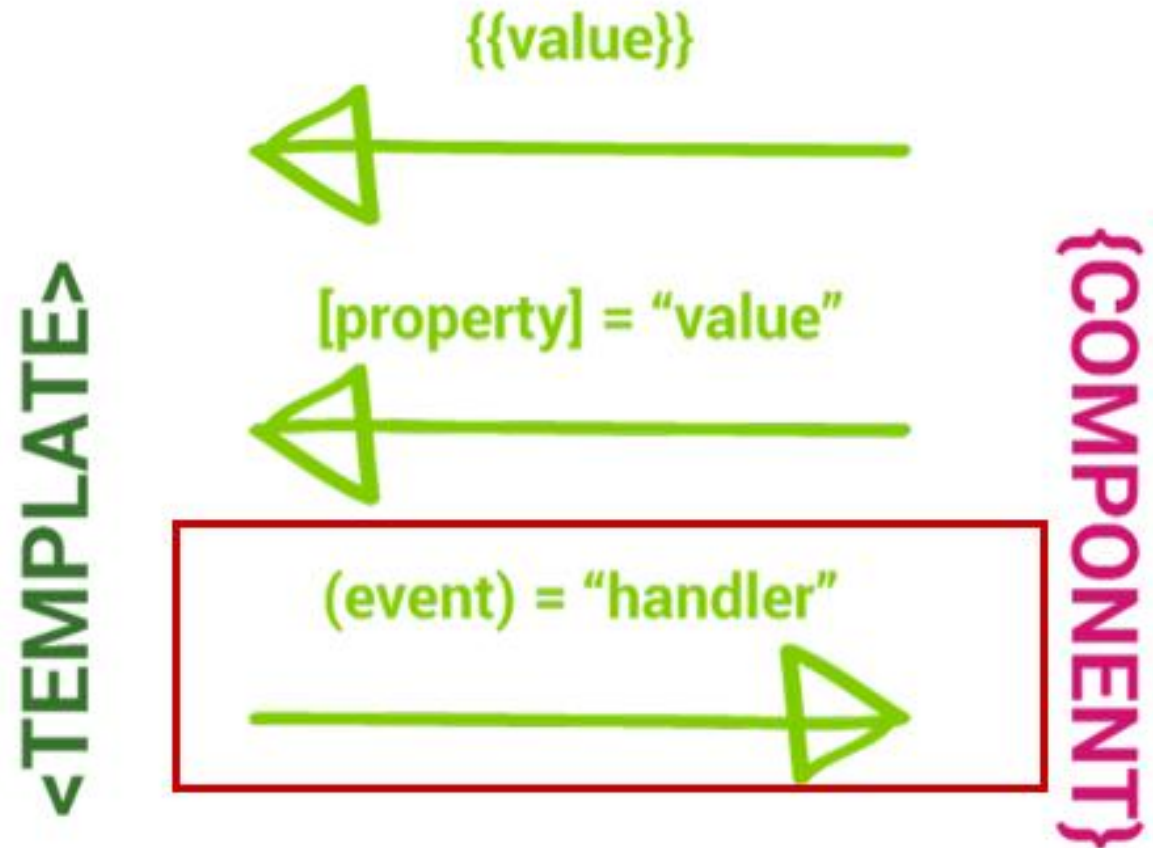 {{value}}
<TEMPLATE>
[property] = “value”
{COMPONENT}
(event) = “handler”